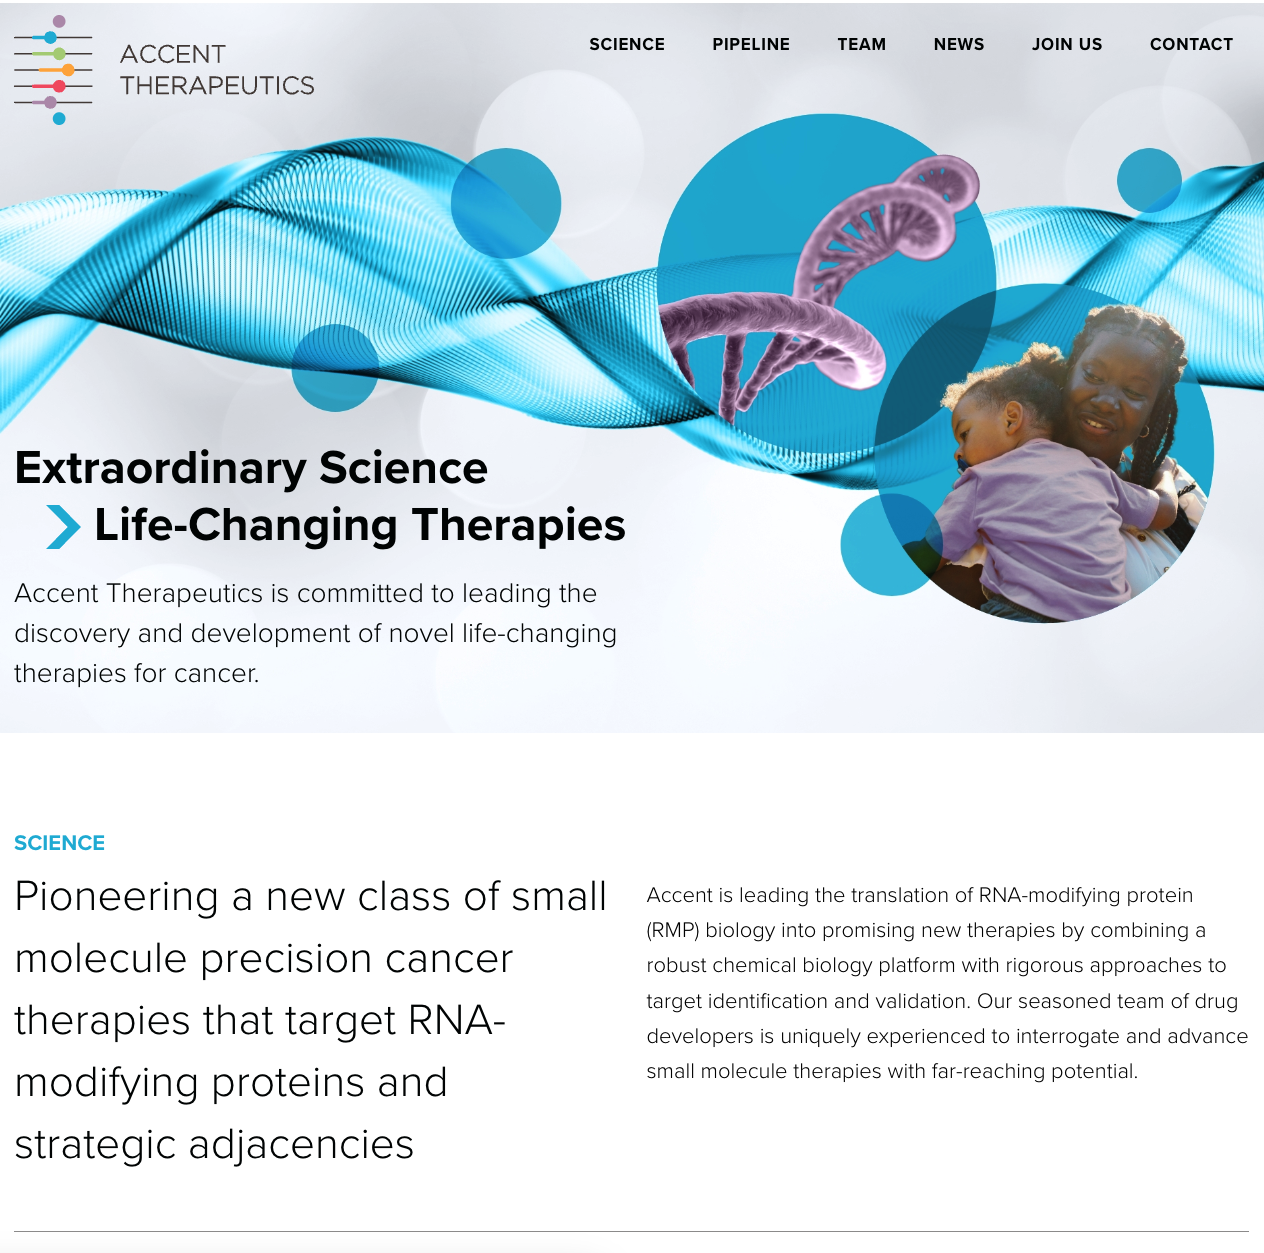 ACCENT
THERAPEUTICS
SCIENCE PIPELINE TEAM NEWS JOIN US CONTACT
Extraordinary Science
Life-Changing Therapies
Accent Therapeutics is committed to leading the
discovery and development of novel life-changing
therapies for cancer.
SCIENCE
Pioneering a new class of small
molecule precision cancer
therapies that target RNA-
modifying proteins and
strategic adjacencies
Accent is leading the translation of RNA-modifying protein
(RMP) biology into promising new therapies by combining a
robust chemical biology platform with rigorous approaches to
target identification and validation. Our seasoned team of drug
developers is uniquely experienced to interrogate and advance
small molecule therapies with far-reaching potential.